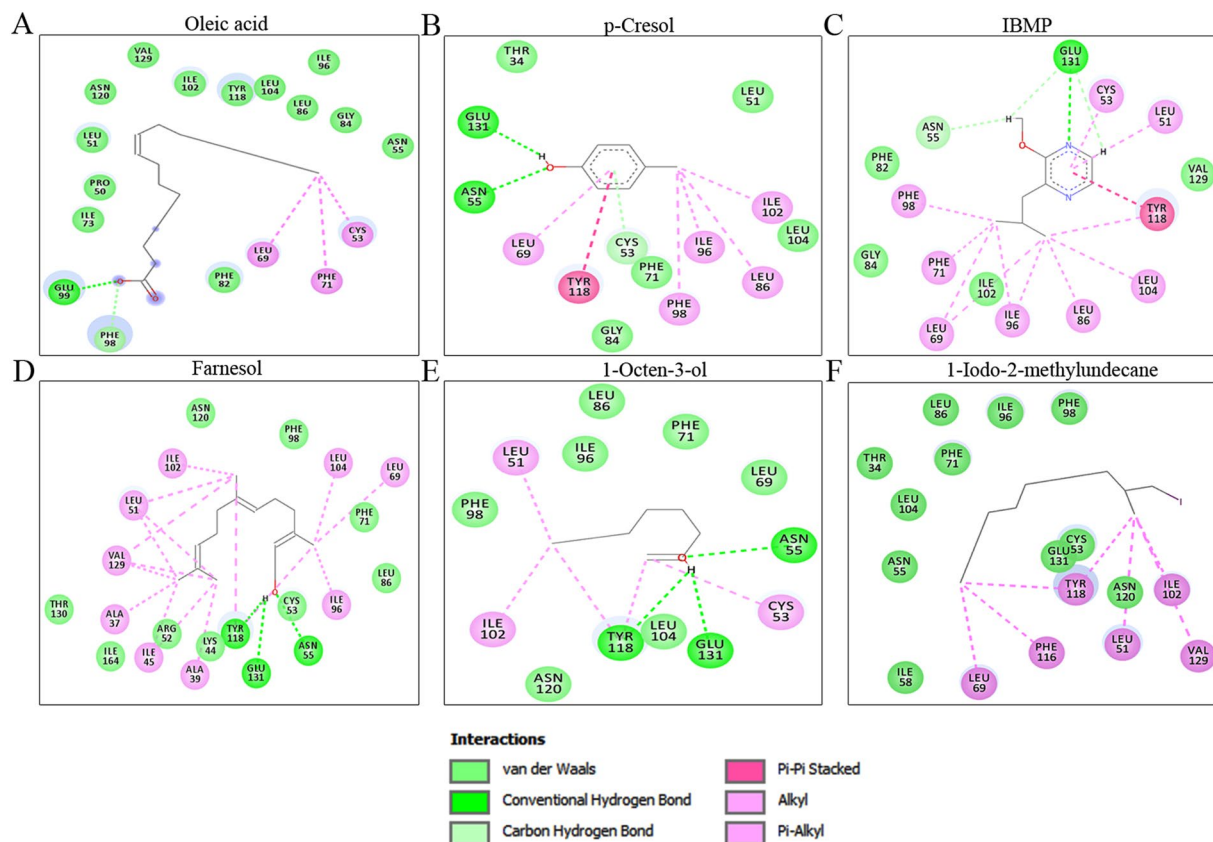 A
Oleic acid
VAL
129
ILE
96
ASN
120
ILE
102
TYR
118
LEU
104
LEU
86
GLY
84
LEU
51
ASN
55
PRO
50
ILE
73
CYS
53
LEU
69
PHE
82
PHE
71
GLU
99
PHE
98
B
p-Cresol
THR
34
LEU
51
GLU
131
H
O
ASN
55
ILE
102
LEU
104
LEU
69
CYS
53
PHE
71
ILE
96
TYR
118
LEU
86
PHE
98
GLY
84
C
IBMP
GLU
131
CYS
53
LEU
51
ASN
55
H
O
N
H
PHE
82
VAL
129
PHE
98
N
TYR
118
GLY
84
PHE
71
ILE
102
LEU
104
LEU
69
ILE
96
LEU
86
D
Farnesol
ASN
120
PHE
98
ILE
102
LEU
104
LEU
69
LEU
51
PHE
71
VAL
129
LEU
86
THR
130
ALA
37
H
O
CYS
53
ILE
96
ARG
52
LYS
44
TYR
118
ILE
164
ILE
45
ALA
39
GLU
131
ASN
55
E
1-Octen-3-ol
LEU
86
PHE
71
LEU
51
ILE
96
LEU
69
PHE
98
ASN
55
O
H
CYS
53
ILE
102
TYR
118
LEU
104
GLU
131
ASN
120
F
1-Iodo-2-methylundecane
LEU
86
ILE
96
PHE
98
THR
34
PHE
71
LEU
104
I
ASN
55
GLU
131
CYS
53
TYR
118
ASN
120
ILE
102
PHE
116
LEU
51
VAL
129
ILE
58
LEU
69
Interactions
van der Waals
Conventional Hydrogen Bond
Carbon Hydrogen Bond
Pi-Pi Stacked
Alkyl
Pi-Alkyl